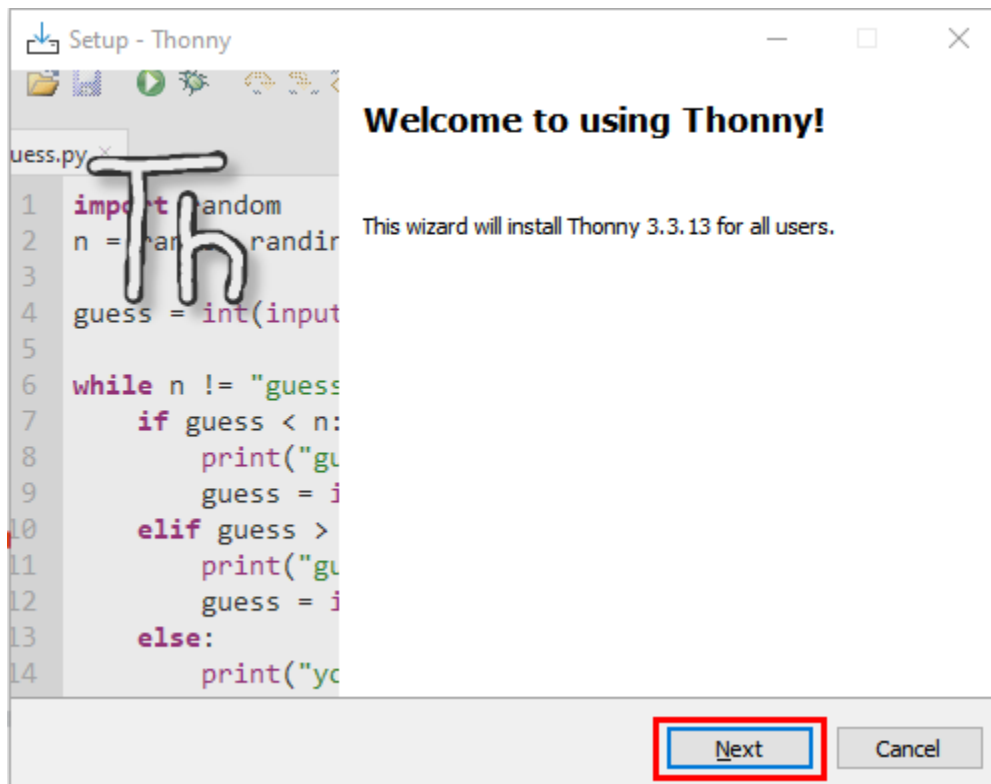 Setup - Thonny
Welcome to using Thonny!
This wizard will install Thonny 3.3.13 for all users.
uess.py
Th
1 import random
2 n = ran randin
3
4 guess = int(input
5
6 while n != "guess
7 if guess < n:
8 print("gu
9 guess = i
10 elif guess >
11 print("gu
12 guess = i
13 else:
14 print("yo
Next
Cancel